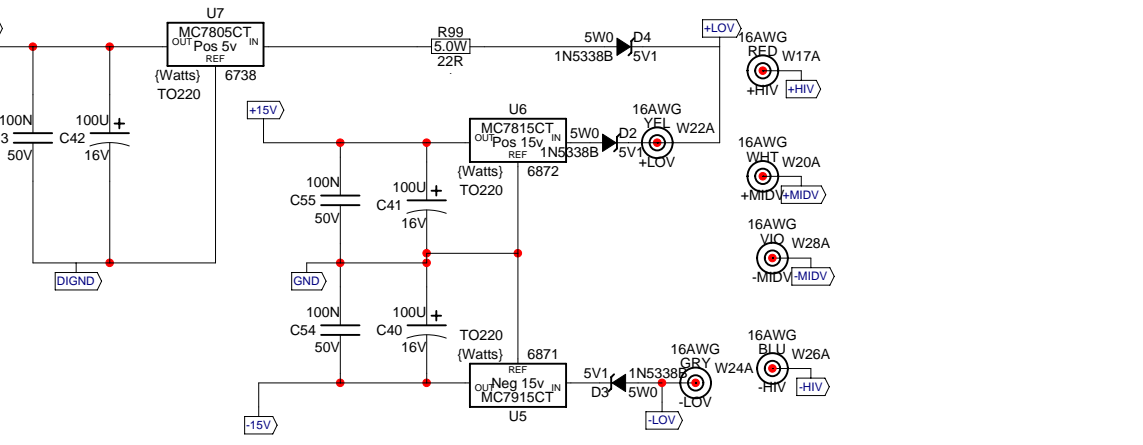 U7
MC7805CT
OUT Pos 5v IN
REF
{Watts} 6738
TO220
R99
5.0W
22R
5W0 D4
1N5338B 5V1
+LOV
16AWG
RED W17A
+HIV +HIV
+15V
U6
MC7815CT
OUT Pos 15v IN
REF
{Watts} 6872
TO220
5W0 D2
1N5338B 5V1
16AWG
YEL W22A
+LOV
16AWG
WHT W20A
+MIDV +MIDV
100N
3
50V
100U +
C42
16V
DIGND
100N
C55
50V
100U +
C41
16V
GND
16AWG
VIO W28A
-MIDV -MIDV
100N
C54
50V
100U +
C40
16V
TO220
{Watts} 6871
REF
Neg 15v
OUT IN
MC7915CT
U5
-15V
5V1 1N5338B
D3 5W0
-LOV
16AWG
GRY W24A
-LOV
16AWG
BLU W26A
-HIV -HIV